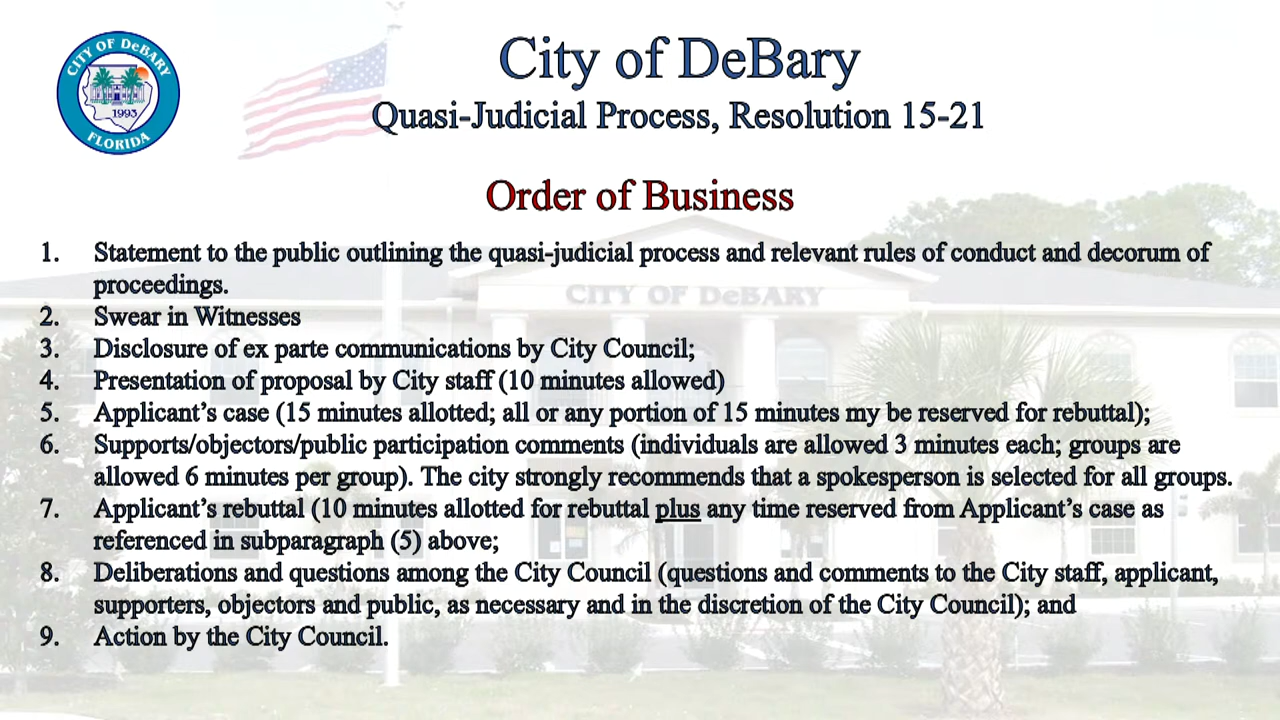 CITY OF DeBARY
1993
FLORIDA
City of DeBary
Quasi-Judicial Process, Resolution 15-21
Order of Business
1. Statement to the public outlining the quasi-judicial process and relevant rules of conduct and decorum of
proceedings.
2. Swear in Witnesses
3. Disclosure of ex parte communications by City Council;
4. Presentation of proposal by City staff (10 minutes allowed)
5. Applicant’s case (15 minutes allotted; all or any portion of 15 minutes my be reserved for rebuttal);
6. Supports/objectors/public participation comments (individuals are allowed 3 minutes each; groups are
allowed 6 minutes per group). The city strongly recommends that a spokesperson is selected for all groups.
7. Applicant’s rebuttal (10 minutes allotted for rebuttal plus any time reserved from Applicant’s case as
referenced in subparagraph (5) above;
8. Deliberations and questions among the City Council (questions and comments to the City staff, applicant,
supporters, objectors and public, as necessary and in the discretion of the City Council); and
9. Action by the City Council.
CITY OF DeBARY